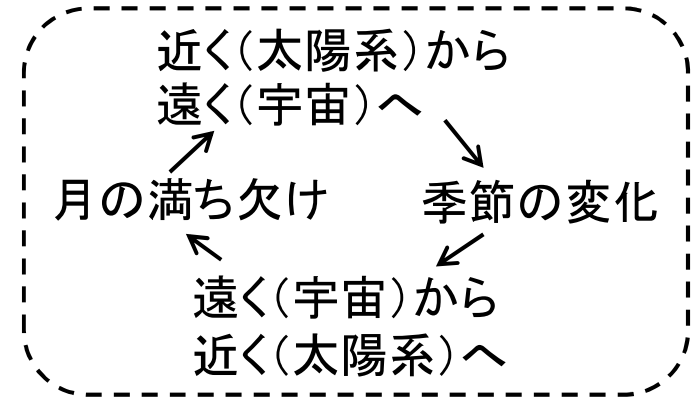 近く(太陽系)から
遠く(宇宙)へ
月の満ち欠け
季節の変化
遠く(宇宙)から
近く(太陽系)へ